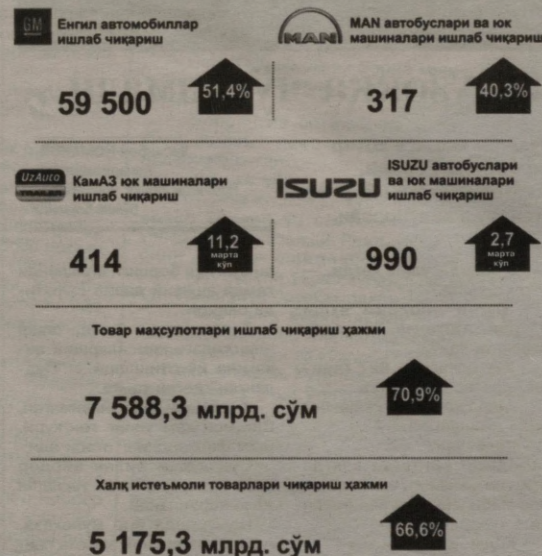 GM
Енгил автомобиллар
ишлаб чиқариш
59 500
51,4%
MAN
MAN автобуслари ва юк
машиналари ишлаб чиқариш
317
40,3%
UzAuto
TRAILER
КамАЗ юк машиналари
ишлаб чиқариш
414
11,2
марта
кўп
ISUZU
ISUZU автобуслари
ва юк машиналари
ишлаб чиқариш
990
2,7
марта
кўп
Товар маҳсулотлари ишлаб чиқариш ҳажми
7 588,3 млрд. сўм
70,9%
Халқ истеъмоли товарлари чиқариш ҳажми
5 175,3 млрд. сўм
66,6%